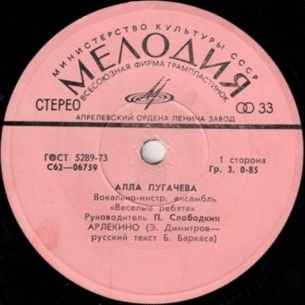 МИНИСТЕРСТВО КУЛЬТУРЫ СССР
МЕЛОДИЯ
ВСЕСОЮЗНАЯ ФИРМА ГРАМПЛАСТИНОК
СТЕРЕО
33
АПРЕЛЕВСКИЙ ОРДЕНА ЛЕНИНА ЗАВОД
ГОСТ 5289-73
С62-06759
1 сторона
Гр. 3. 0-85
АЛЛА ПУГАЧЕВА
Вокально-инстр. ансамбль
«Веселые ребята»
Руководитель П. Слободкин
АРЛЕКИНО (Э. Димитров—
русский текст Б. Баркаса)